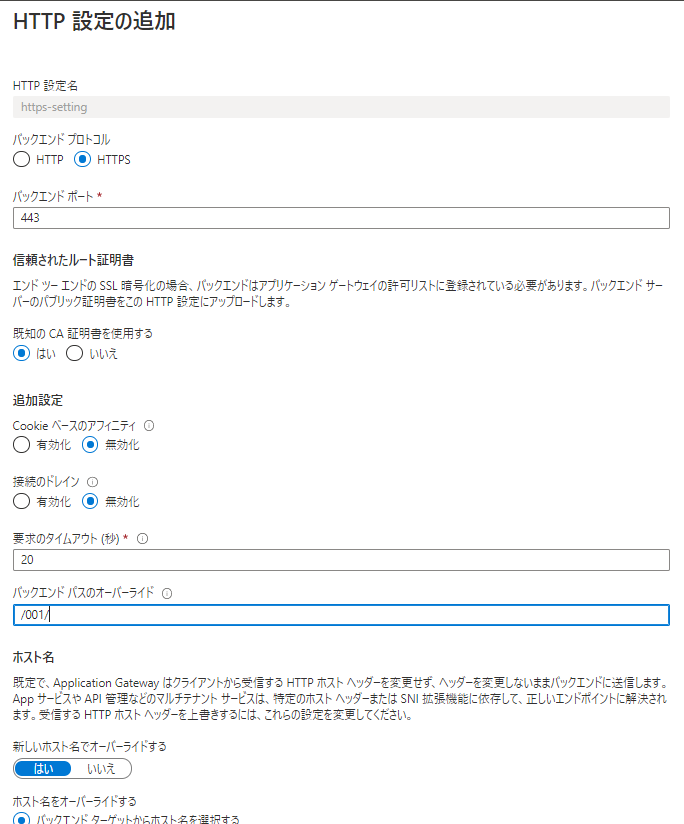 HTTP 設定の追加
HTTP 設定名
https-setting
バックエンド プロトコル
HTTP HTTPS
バックエンド ポート *
443
信頼されたルート証明書
エンド ツー エンドの SSL 暗号化の場合、バックエンドはアプリケーション ゲートウェイの許可リストに登録されている必要があります。バックエンド サー
バーのパブリック証明書をこの HTTP 設定にアップロードします。
既知の CA 証明書を使用する
はい いいえ
追加設定
Cookie ベースのアフィニティ
有効化 無効化
接続のドレイン
有効化 無効化
要求のタイムアウト (秒) *
20
バックエンド パスのオーバーライド
/001/
ホスト名
既定で、Application Gateway はクライアントから受信する HTTP ホスト ヘッダーを変更せず、ヘッダーを変更しないままバックエンドに送信します。
App サービスや API 管理などのマルチテナント サービスは、特定のホスト ヘッダーまたは SNI 拡張機能に依存して、正しいエンドポイントに解決されま
す。受信する HTTP ホスト ヘッダーを上書きするには、これらの設定を変更してください。
新しいホスト名でオーバーライドする
はい いいえ
ホスト名をオーバーライドする
バックエンド ターゲットからホスト名を選択する